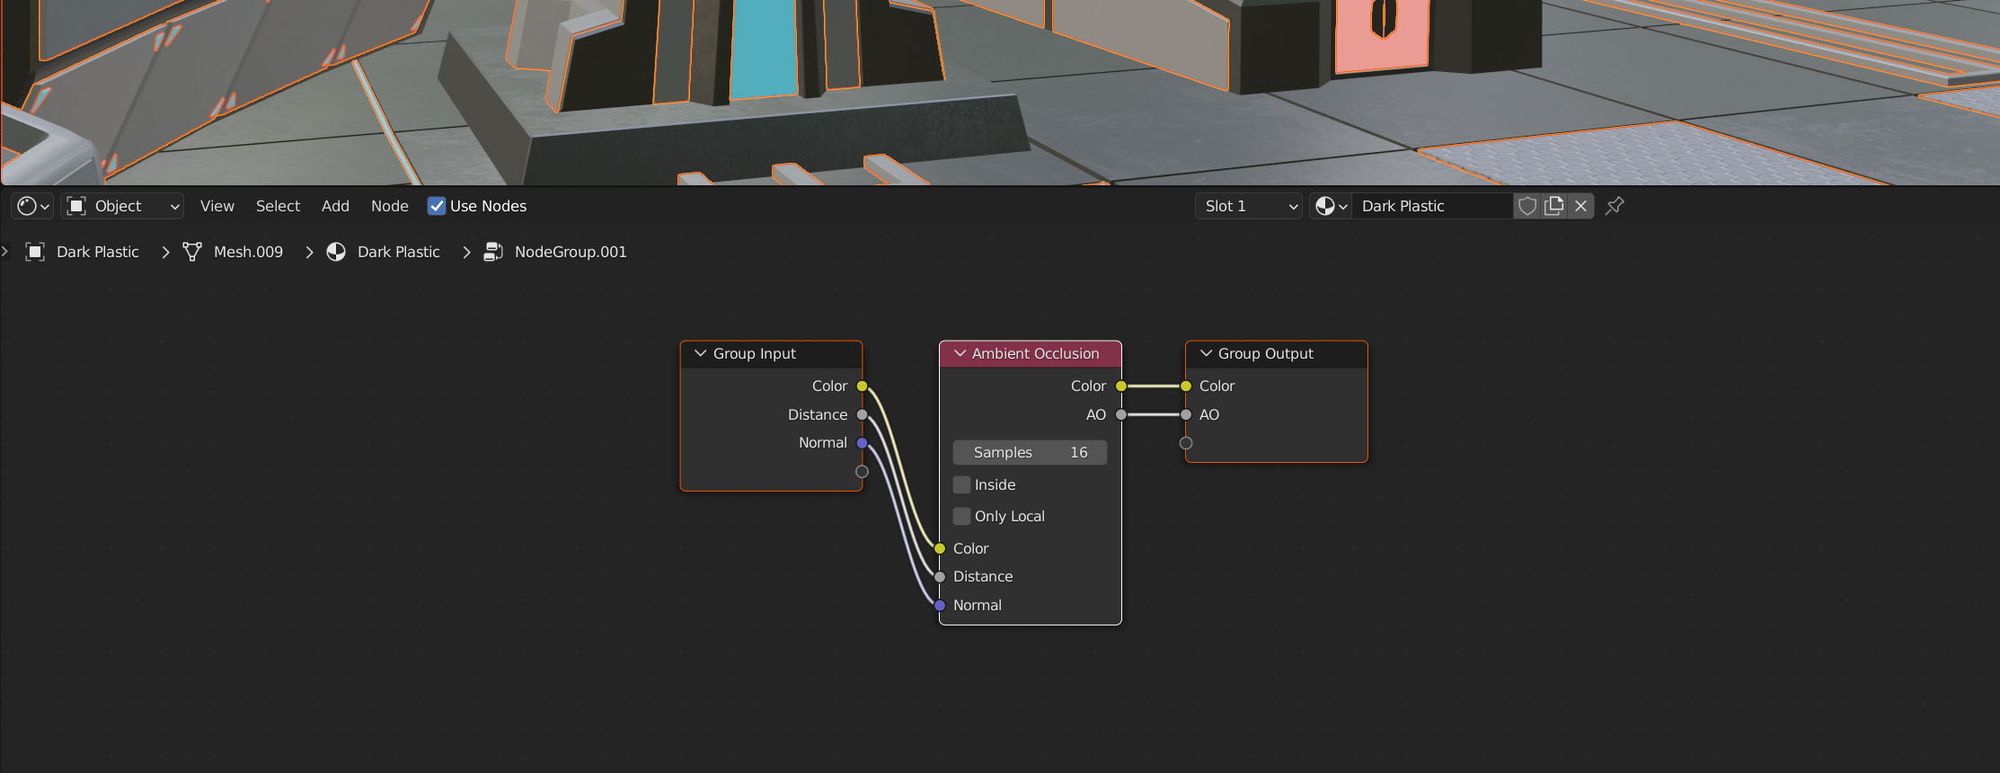 Object View Select Add Node Use Nodes Slot 1 Dark Plastic
Dark Plastic Mesh.009 Dark Plastic NodeGroup.001
Group Input
Color
Distance
Normal
Ambient Occlusion
Color
AO
Samples 16
Inside
Only Local
Color
Distance
Normal
Group Output
Color
AO